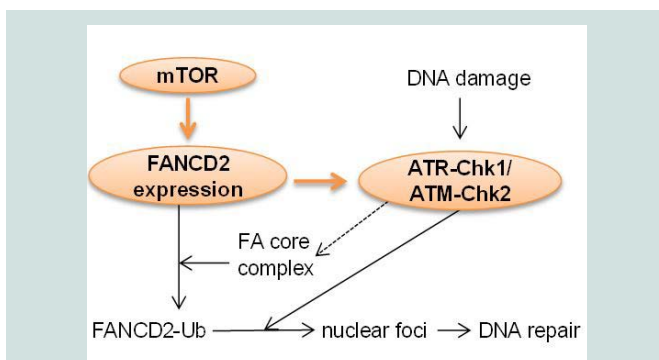 mTOR
DNA damage
FANCD2
expression
ATR-Chk1/
ATM-Chk2
FA core
complex
FANCD2-Ub
nuclear foci
DNA repair